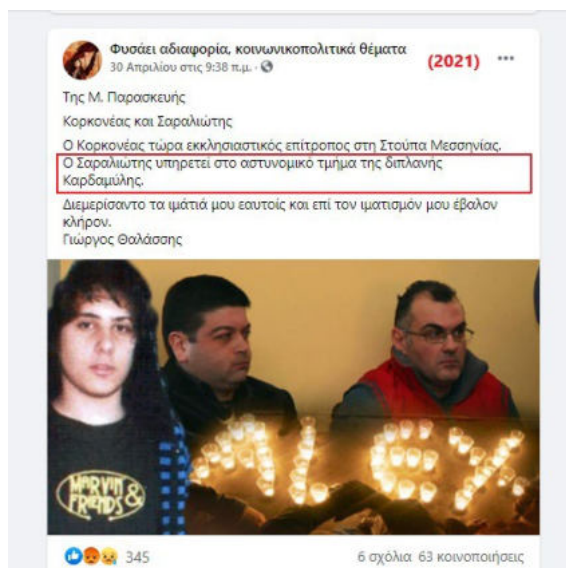 Φυσάει αδιαφορία, κοινωνικοπολιτικά θέματα
30 Απριλίου στις 9:38 π.μ. ·
(2021)
Της Μ. Παρασκευής
Κορκονέας και Σαραλιώτης
Ο Κορκονέας τώρα εκκλησιαστικός επίτροπος στη Στούπα Μεσσηνίας.
Ο Σαραλιώτης υπηρετεί στο αστυνομικό τμήμα της διπλανής
Καρδαμύλης.
Διεμερίσαντο τα ιμάτιά μου εαυτοίς και επί τον ιματισμόν μου έβαλον
κλήρον.
Γιώργος Θαλάσσης
MARVIN &
FRIENDS
ALEX
345
6 σχόλια 63 κοινοποιήσεις